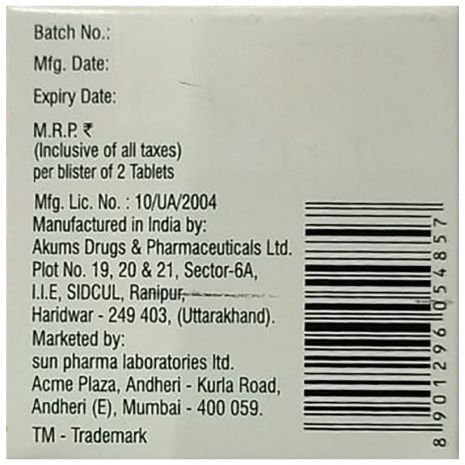 Batch No.:
Mfg. Date:
Expiry Date:
M.R.P. ₹
(Inclusive of all taxes)
per blister of 2 Tablets
Mfg. Lic. No. : 10/UA/2004
Manufactured in India by:
Akums Drugs & Pharmaceuticals Ltd.
Plot No. 19, 20 & 21, Sector-6A,
I.I.E, SIDCUL, Ranipur,
Haridwar - 249 403, (Uttarakhand).
Marketed by:
sun pharma laboratories ltd.
Acme Plaza, Andheri - Kurla Road,
Andheri (E), Mumbai - 400 059.
TM - Trademark
8901296054857